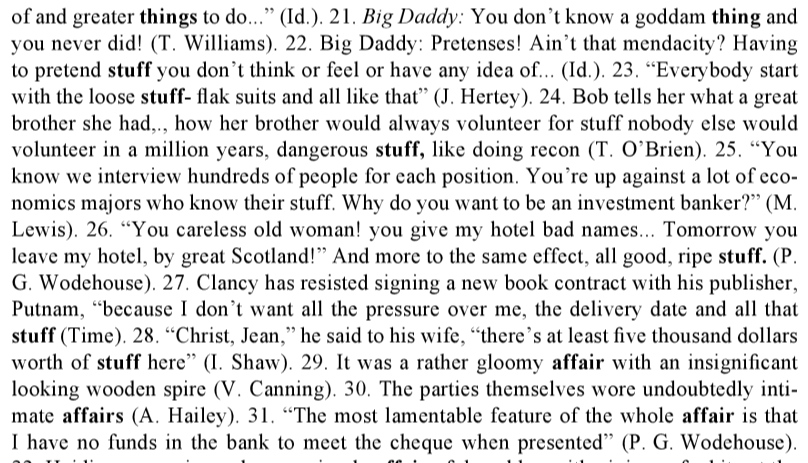 of and greater things to do...” (Id.). 21. Big Daddy: You don’t know a goddam thing and
you never did! (T. Williams). 22. Big Daddy: Pretenses! Ain’t that mendacity? Having
to pretend stuff you don’t think or feel or have any idea of... (Id.). 23. “Everybody start
with the loose stuff- flak suits and all like that” (J. Hertey). 24. Bob tells her what a great
brother she had,., how her brother would always volunteer for stuff nobody else would
volunteer in a million years, dangerous stuff, like doing recon (T. O’Brien). 25. “You
know we interview hundreds of people for each position. You’re up against a lot of eco-
nomics majors who know their stuff. Why do you want to be an investment banker?” (M.
Lewis). 26. “You careless old woman! you give my hotel bad names... Tomorrow you
leave my hotel, by great Scotland!” And more to the same effect, all good, ripe stuff. (P.
G. Wodehouse). 27. Clancy has resisted signing a new book contract with his publisher,
Putnam, “because I don’t want all the pressure over me, the delivery date and all that
stuff (Time). 28. “Christ, Jean,” he said to his wife, “there’s at least five thousand dollars
worth of stuff here” (I. Shaw). 29. It was a rather gloomy affair with an insignificant
looking wooden spire (V. Canning). 30. The parties themselves wore undoubtedly inti-
mate affairs (A. Hailey). 31. “The most lamentable feature of the whole affair is that
I have no funds in the bank to meet the cheque when presented” (P. G. Wodehouse).